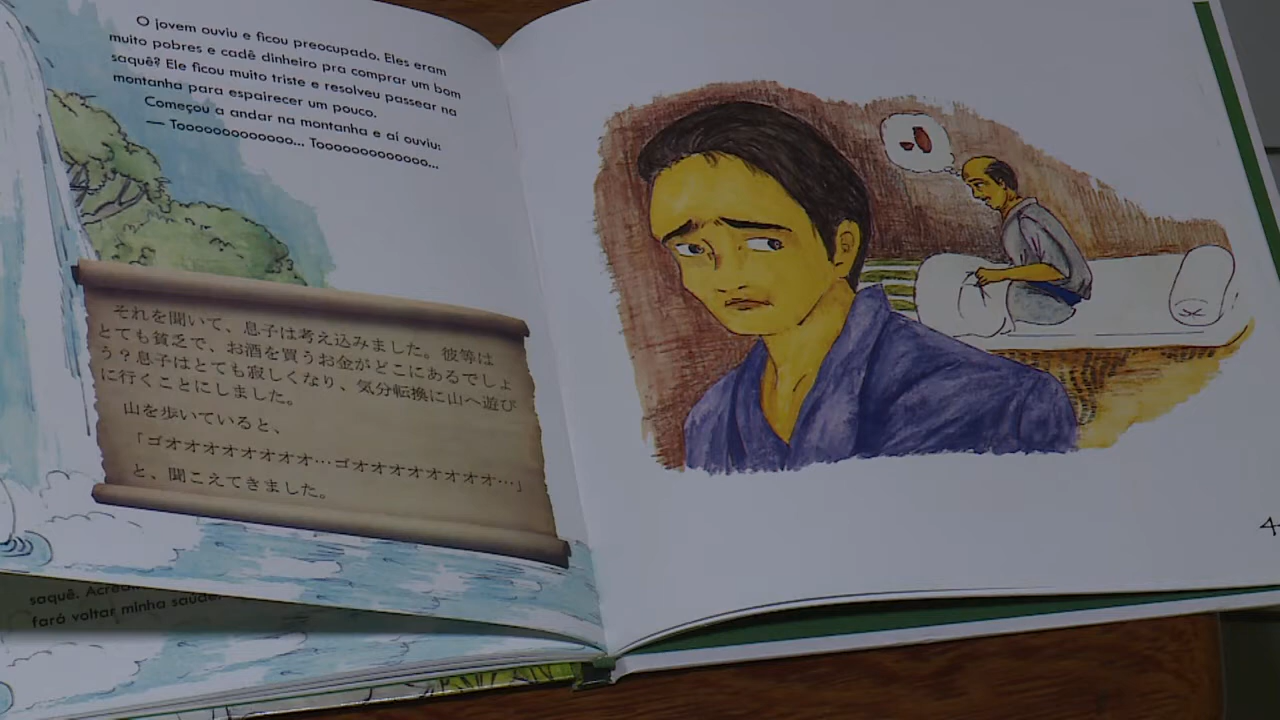 O jovem ouviu e ficou preocupado. Eles eram
muito pobres e cadê dinheiro pra comprar um bom
saquê? Ele ficou muito triste e resolveu passear na
montanha para espairecer um pouco.
Começou a andar na montanha e aí ouviu:
— Tooooooooooooo... Tooooooooooooo...
それを聞いて、息子は考え込みました。彼等は
とても貧乏で、お酒を買うお金がどこにあるでしょ
う？息子はとても寂しくなり、気分転換に山へ遊び
に行くことにしました。
山を歩いていると、
「ゴオオオオオオオオ…ゴオオオオオオオオ…」
と、聞こえてきました。
saquê.
fará voltar minha saúde
4